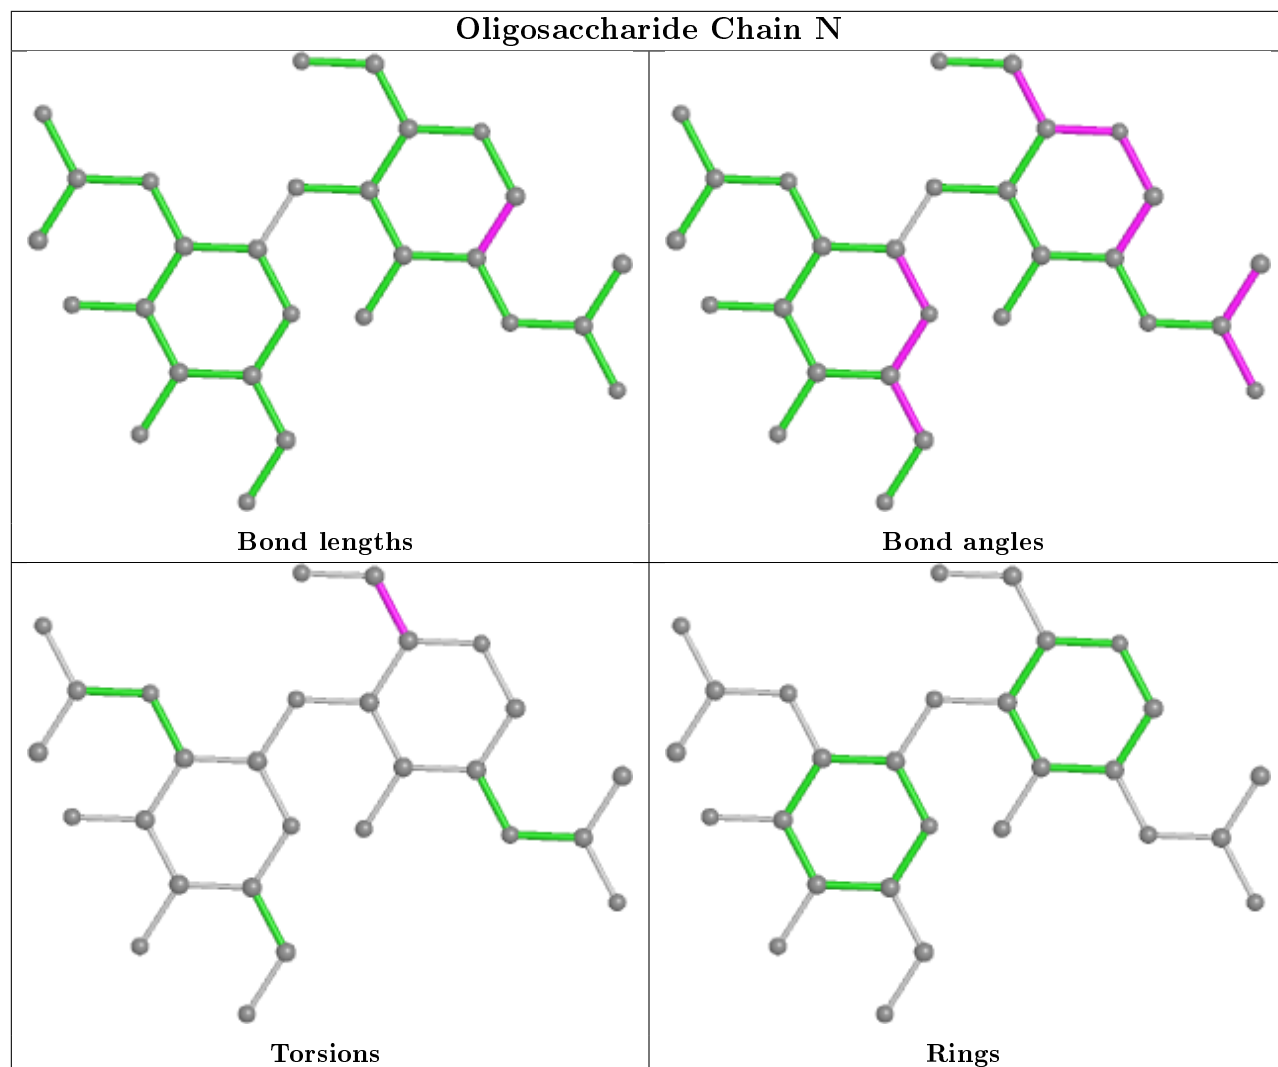 Oligosaccharide Chain N
Bond lengths
Bond angles
Torsions
Rings